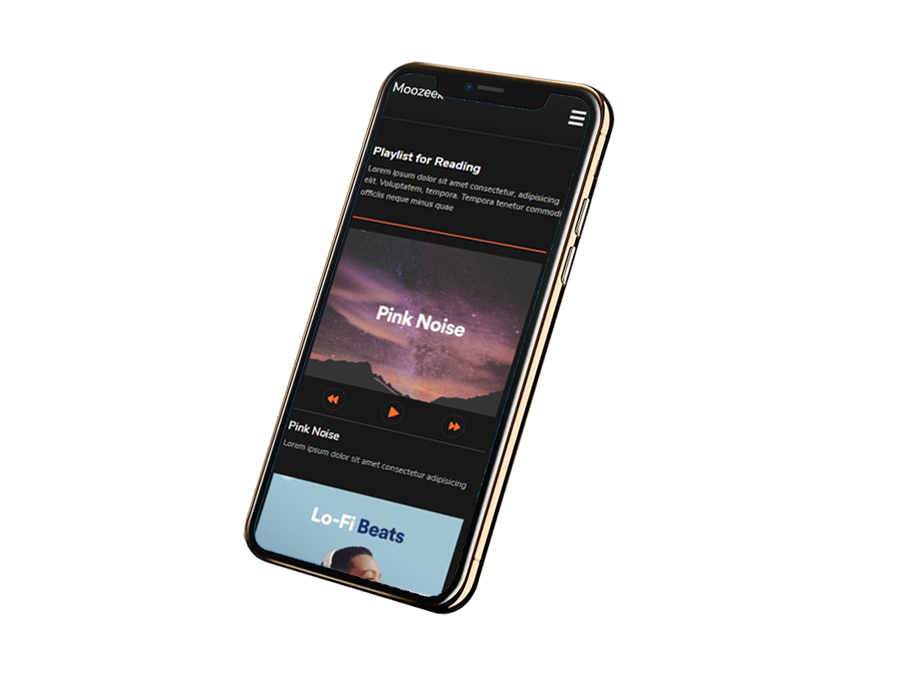 Moozeek
Playlist for Reading
Lorem ipsum dolor sit amet consectetur, adipisicing
elit. Voluptatem, tempora. Tempora tenetur commodi
officiis neque minus quae
Pink Noise
Pink Noise
Lorem ipsum dolor sit amet consectetur adipisicing
Lo-Fi Beats